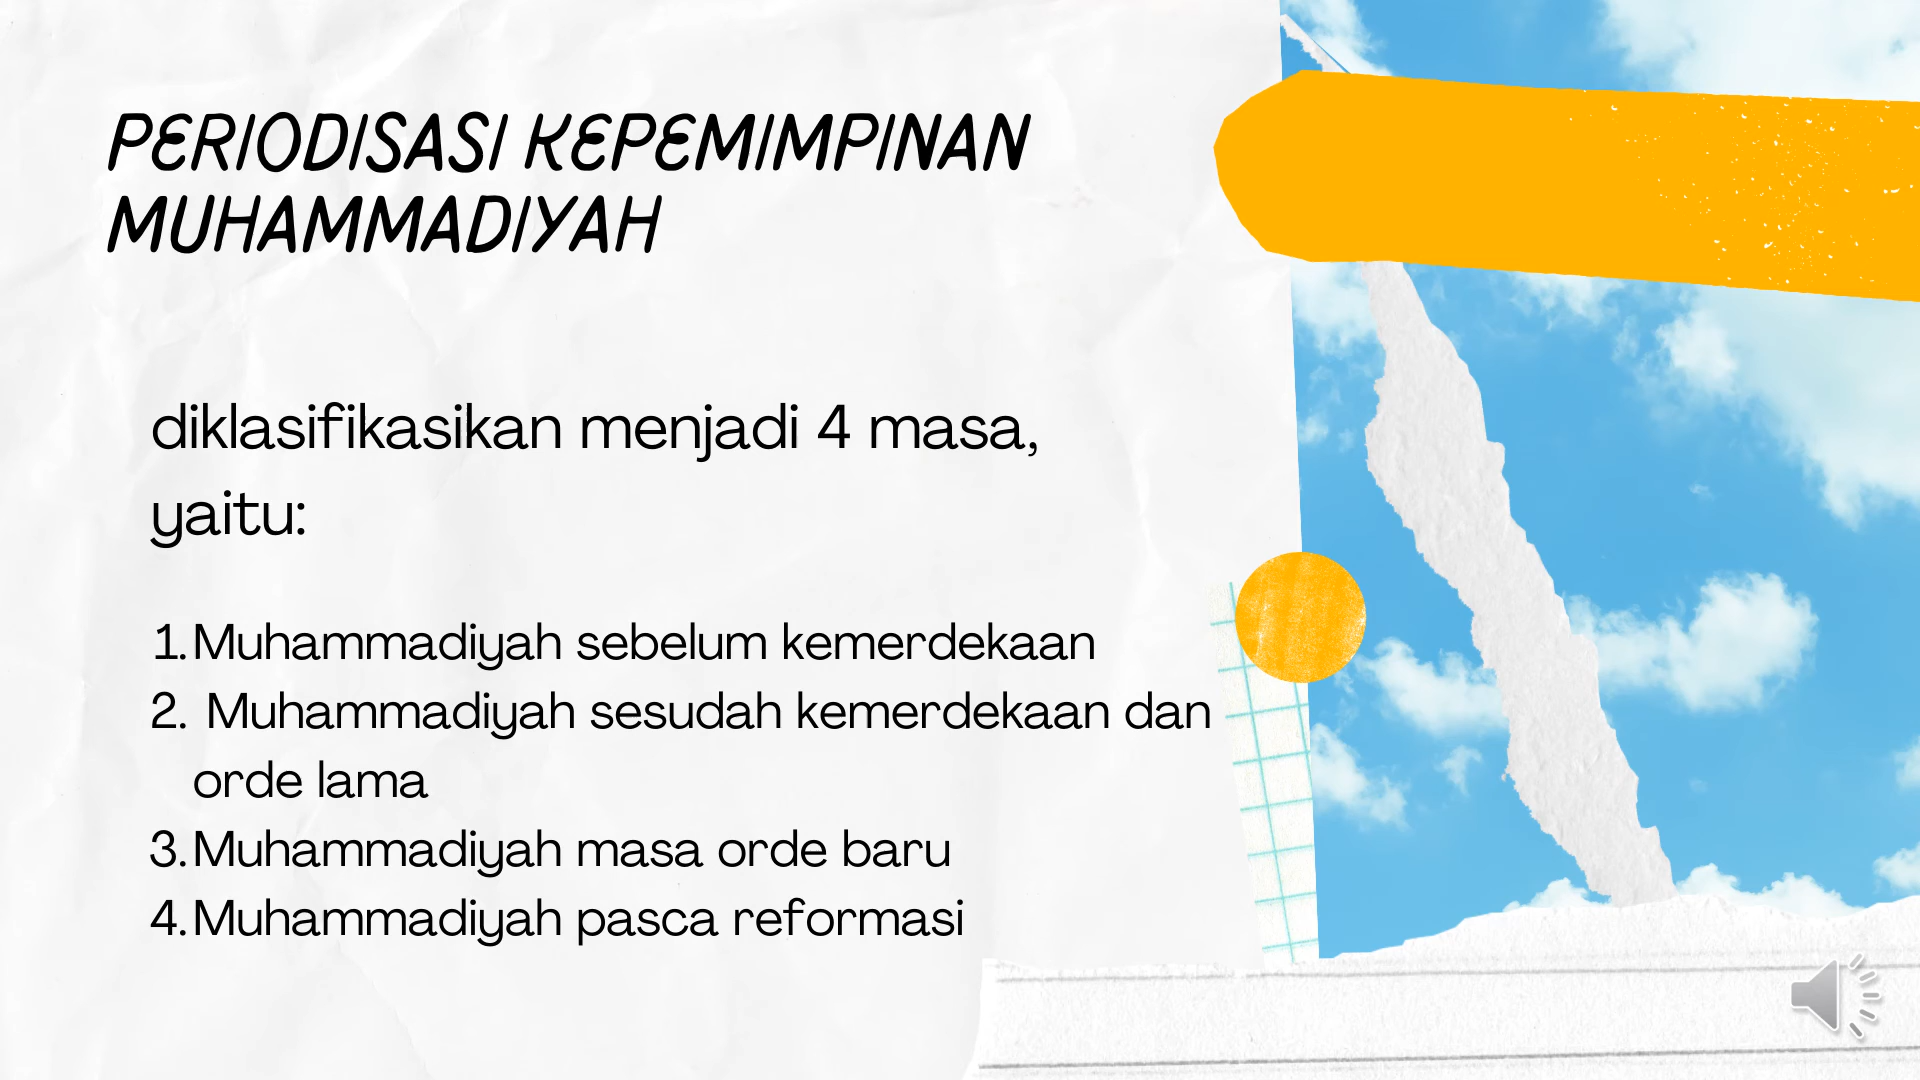 PERIODISASI KEPEMIMPINAN
MUHAMMADIYAH
diklasifikasikan menjadi 4 masa,
yaitu:
1. Muhammadiyah sebelum kemerdekaan
2. Muhammadiyah sesudah kemerdekaan dan
orde lama
3. Muhammadiyah masa orde baru
4. Muhammadiyah pasca reformasi